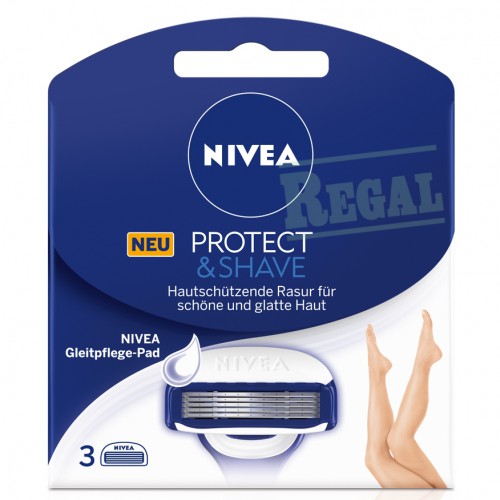 NIVEA
REGAL
NEU
PROTECT
& SHAVE
Hautschützende Rasur für
schöne und glatte Haut
NIVEA
Gleitpflege-Pad
NIVEA
3
NIVEA